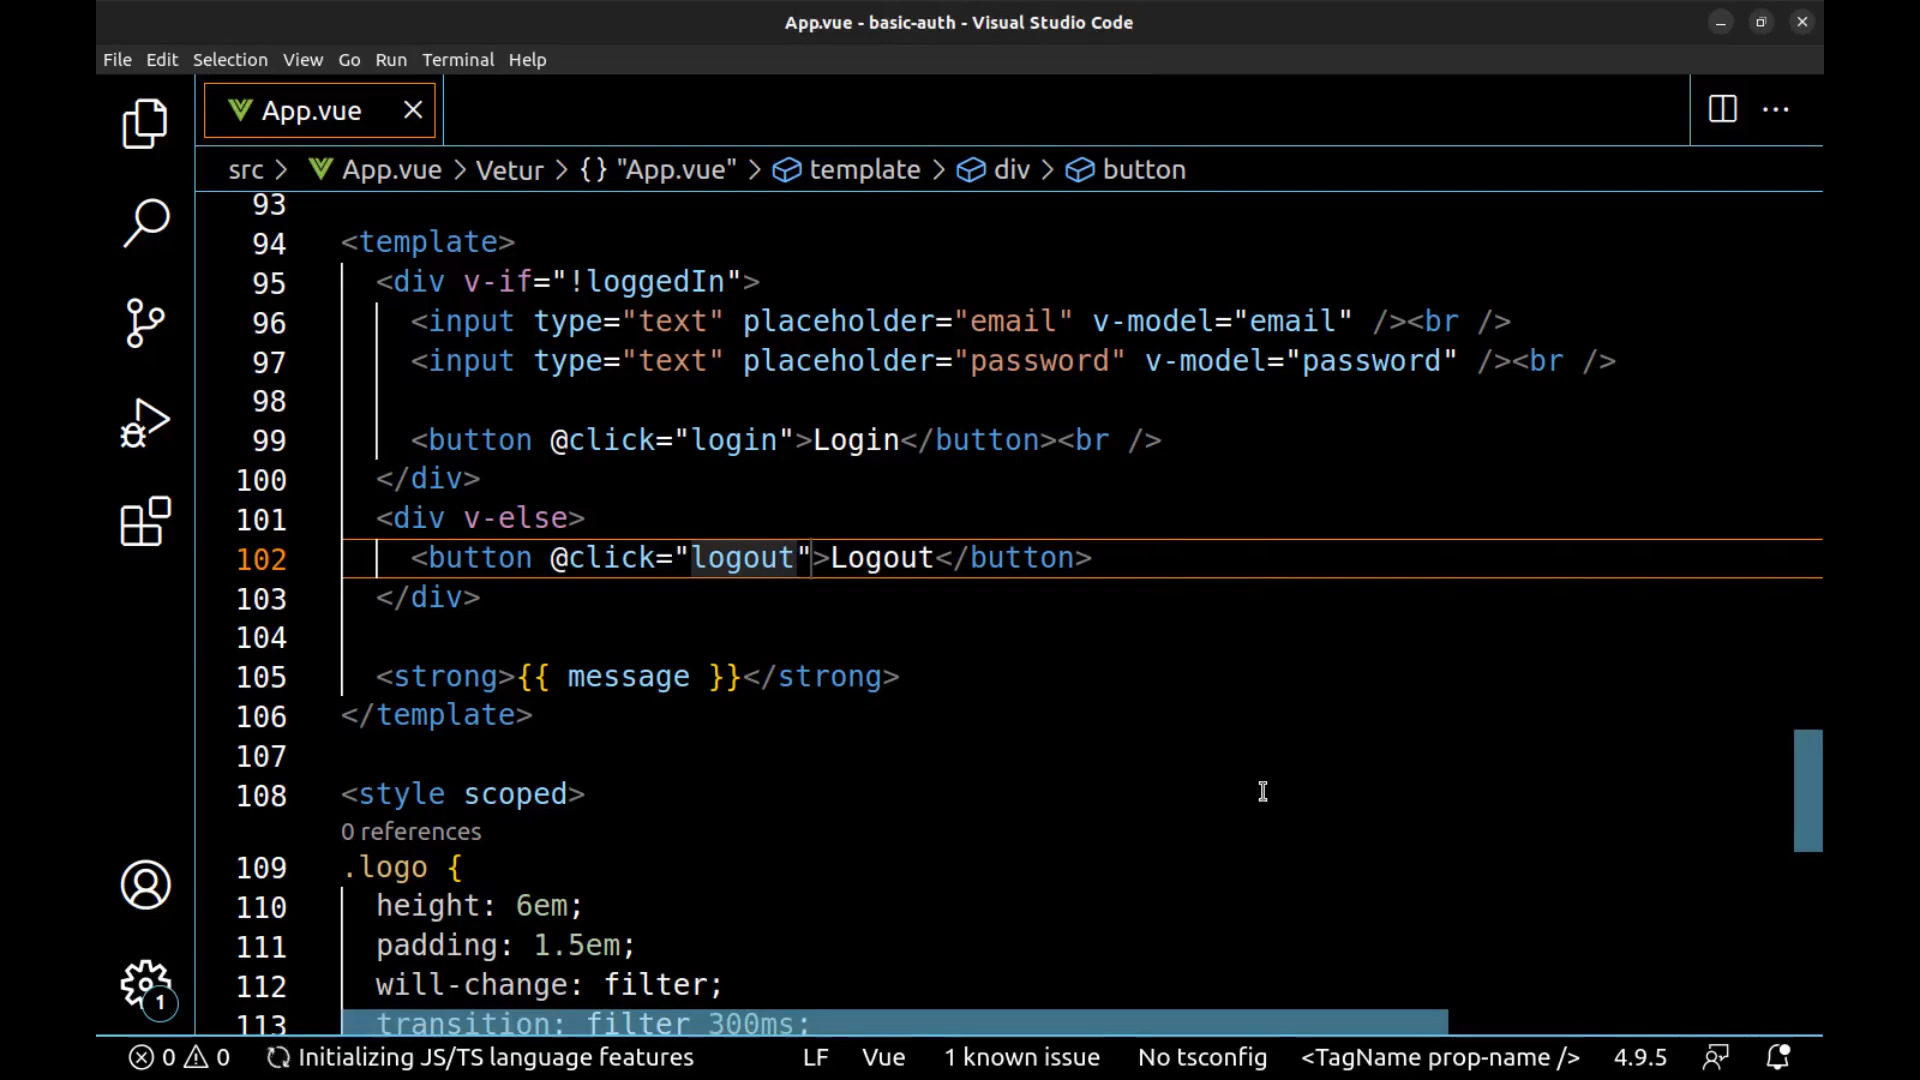 App.vue - basic-auth - Visual Studio Code
File Edit Selection View Go Run Terminal Help
App.vue
src > App.vue > Vetur > {} "App.vue" > template > div > button
93
94 <template>
95 <div v-if="!loggedIn">
96 <input type="text" placeholder="email" v-model="email" /><br />
97 <input type="text" placeholder="password" v-model="password" /><br />
98
99 <button @click="login">Login</button><br />
100 </div>
101 <div v-else>
102 <button @click="logout">Logout</button>
103 </div>
104
105 <strong>{{ message }}</strong>
106 </template>
107
108 <style scoped>
0 references
109 .logo {
110 height: 6em;
111 padding: 1.5em;
112 will-change: filter;
113 transition: filter 300ms;
1
0 0 Initializing JS/TS language features LF Vue 1 known issue No tsconfig <TagName prop-name /> 4.9.5